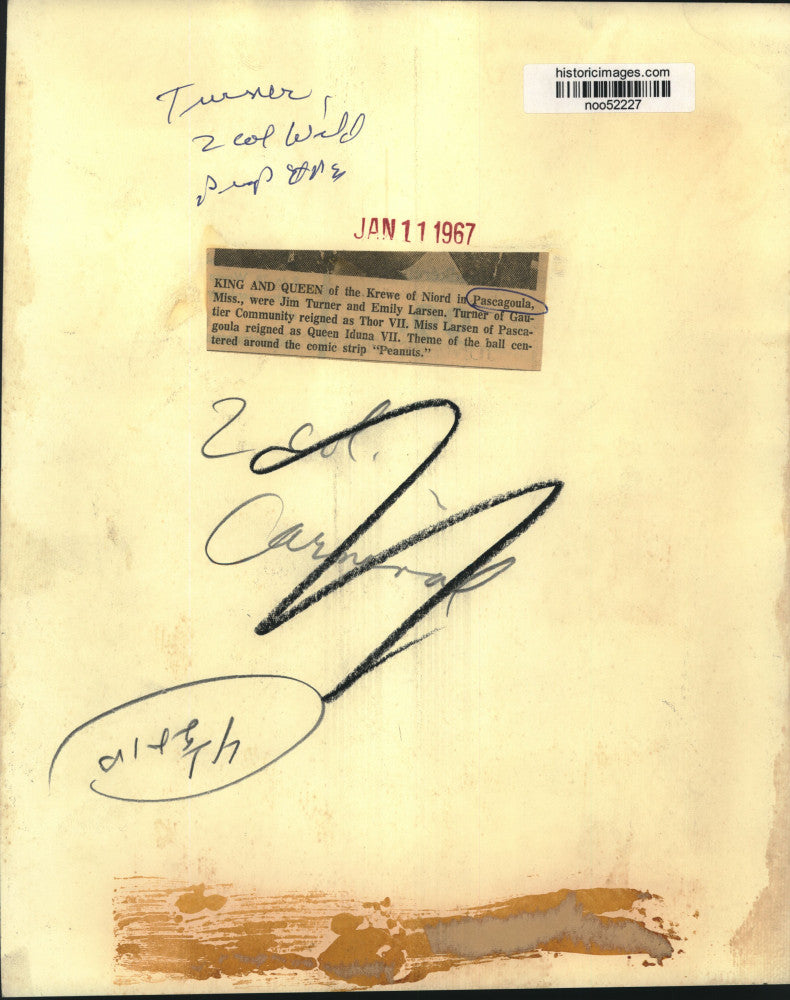 historicimages.com
noo52227
Turner,
2 col Wild
JAN 11 1967
KING AND QUEEN of the Krewe of Niord in Pascagoula,
Miss., were Jim Turner and Emily Larsen. Turner of Gau-
tier Community reigned as Thor VII. Miss Larsen of Pasca-
goula reigned as Queen Iduna VII. Theme of the ball cen-
tered around the comic strip "Peanuts."
2 col.
Carnival